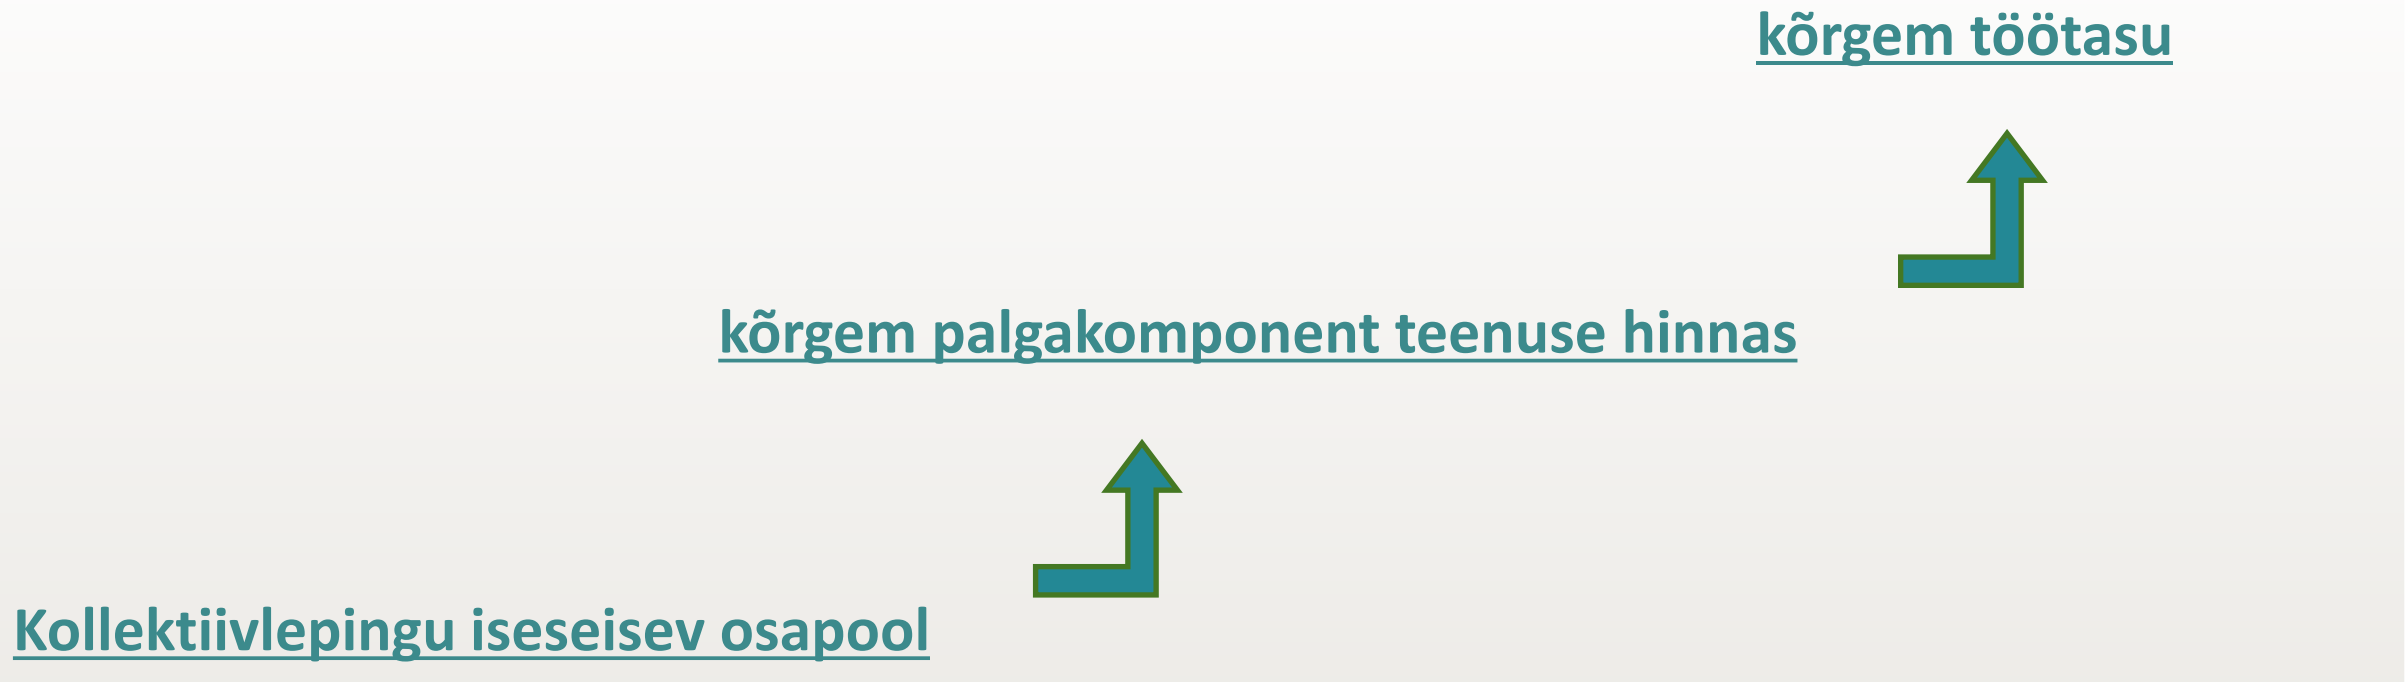 kõrgem töötasu
kõrgem palgakomponent teenuse hinnas
Kollektiivlepingu iseseisev osapool